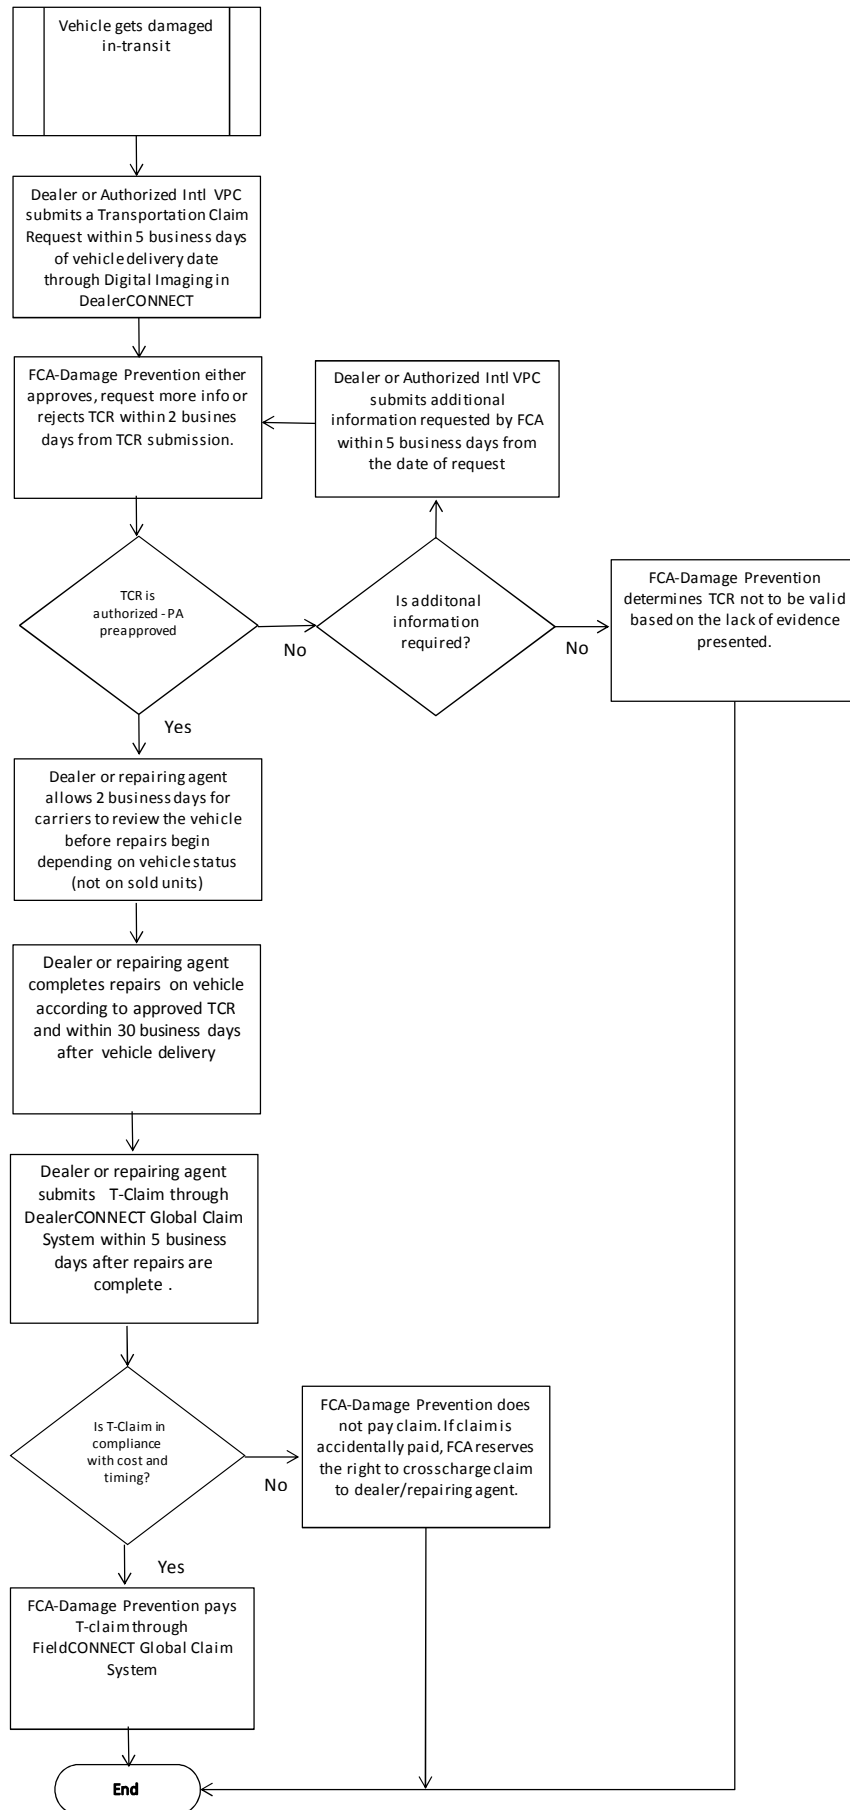 Vehicle gets damaged
in-transit
Dealer or Authorized Intl VPC
submits a Transportation Claim
Request within 5 business days
of vehicle delivery date
through Digital Imaging in
DealerCONNECT
FCA-Damage Prevention either
approves, request more info or
rejects TCR within 2 busines
days from TCR submission.
Dealer or Authorized Intl VPC
submits additional
information requested by FCA
within 5 business days from
the date of request
TCR is
authorized - PA
preapproved
No
Is additonal
information
required?
No
FCA-Damage Prevention
determines TCR not to be valid
based on the lack of evidence
presented.
Yes
Dealer or repairing agent
allows 2 business days for
carriers to review the vehicle
before repairs begin
depending on vehicle status
(not on sold units)
Dealer or repairing agent
completes repairs on vehicle
according to approved TCR
and within 30 business days
after vehicle delivery
Dealer or repairing agent
submits T-Claim through
DealerCONNECT Global Claim
System within 5 business
days after repairs are
complete .
Is T-Claim in
compliance
with cost and
timing?
No
FCA-Damage Prevention does
not pay claim. If claim is
accidentally paid, FCA reserves
the right to crosscharge claim
to dealer/repairing agent.
Yes
FCA-Damage Prevention pays
T-claim through
FieldCONNECT Global Claim
System
End